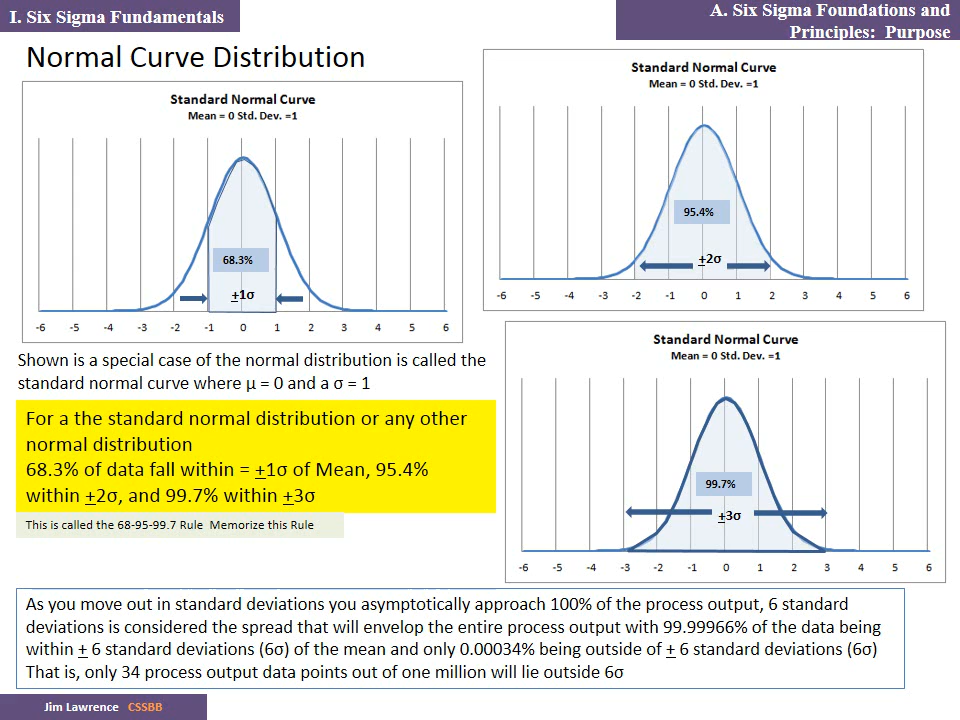 I. Six Sigma Fundamentals
A. Six Sigma Foundations and
Principles: Purpose
Normal Curve Distribution
Standard Normal Curve
Mean = 0 Std. Dev. =1
68.3%
+1σ
-6 -5 -4 -3 -2 -1 0 1 2 3 4 5 6
Standard Normal Curve
Mean = 0 Std. Dev. =1
95.4%
+2σ
-6 -5 -4 -3 -2 -1 0 1 2 3 4 5 6
Shown is a special case of the normal distribution is called the
standard normal curve where μ = 0 and a σ = 1
For a the standard normal distribution or any other
normal distribution
68.3% of data fall within = +1σ of Mean, 95.4%
within +2σ, and 99.7% within +3σ
This is called the 68-95-99.7 Rule Memorize this Rule
Standard Normal Curve
Mean = 0 Std. Dev. =1
99.7%
+3σ
-6 -5 -4 -3 -2 -1 0 1 2 3 4 5 6
As you move out in standard deviations you asymptotically approach 100% of the process output, 6 standard
deviations is considered the spread that will envelop the entire process output with 99.99966% of the data being
within + 6 standard deviations (6σ) of the mean and only 0.00034% being outside of + 6 standard deviations (6σ)
That is, only 34 process output data points out of one million will lie outside 6σ
Jim Lawrence CSSBB